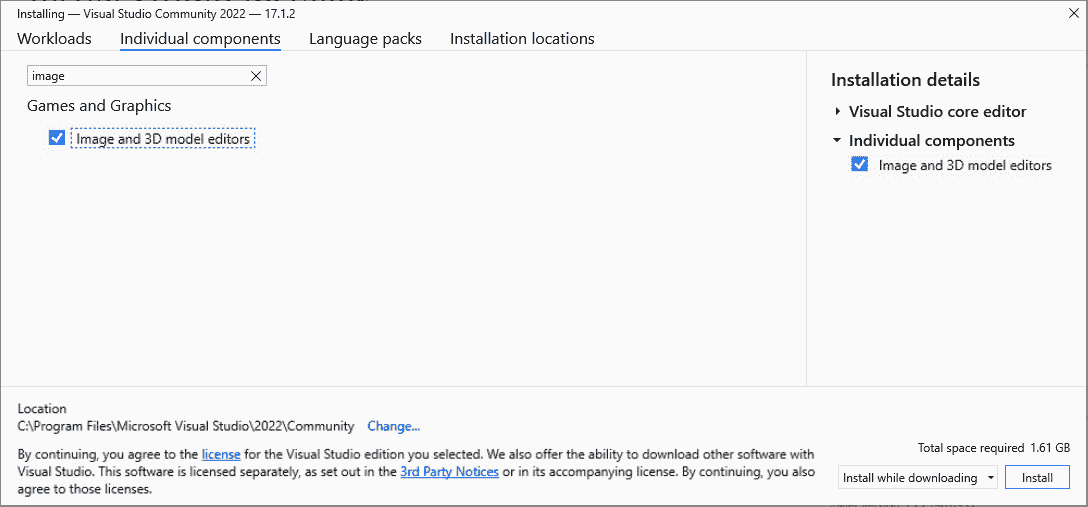 Installing — Visual Studio Community 2022 — 17.1.2
Workloads
Individual components
Language packs
Installation locations
image
Games and Graphics
Image and 3D model editors
Installation details
Visual Studio core editor
Individual components
Image and 3D model editors
Location
C:\Program Files\Microsoft Visual Studio\2022\Community
Change...
By continuing, you agree to the license for the Visual Studio edition you selected. We also offer the ability to download other software with
Visual Studio. This software is licensed separately, as set out in the 3rd Party Notices or in its accompanying license. By continuing, you also
agree to those licenses.
Total space required 1.61 GB
Install while downloading
Install